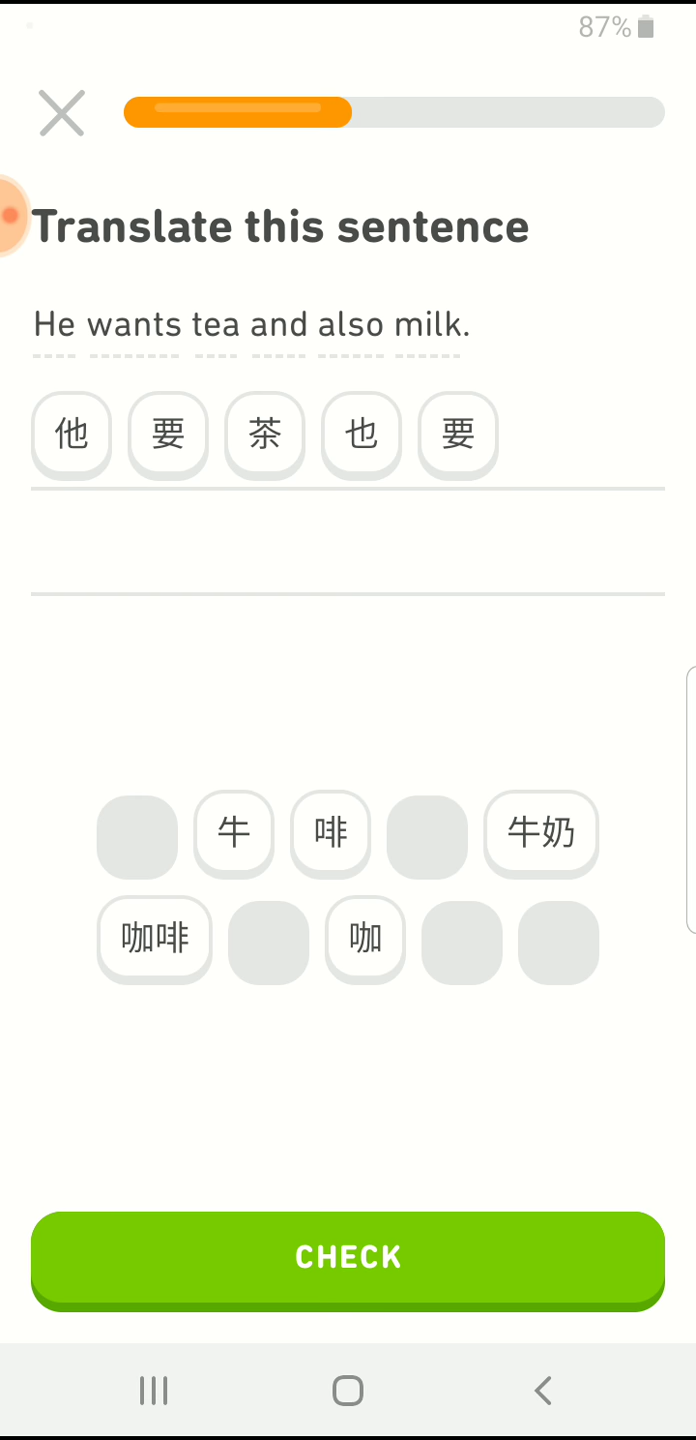 87%
Translate this sentence
He wants tea and also milk.
他 要 茶 也 要
牛 啡 牛奶
咖啡 咖
CHECK